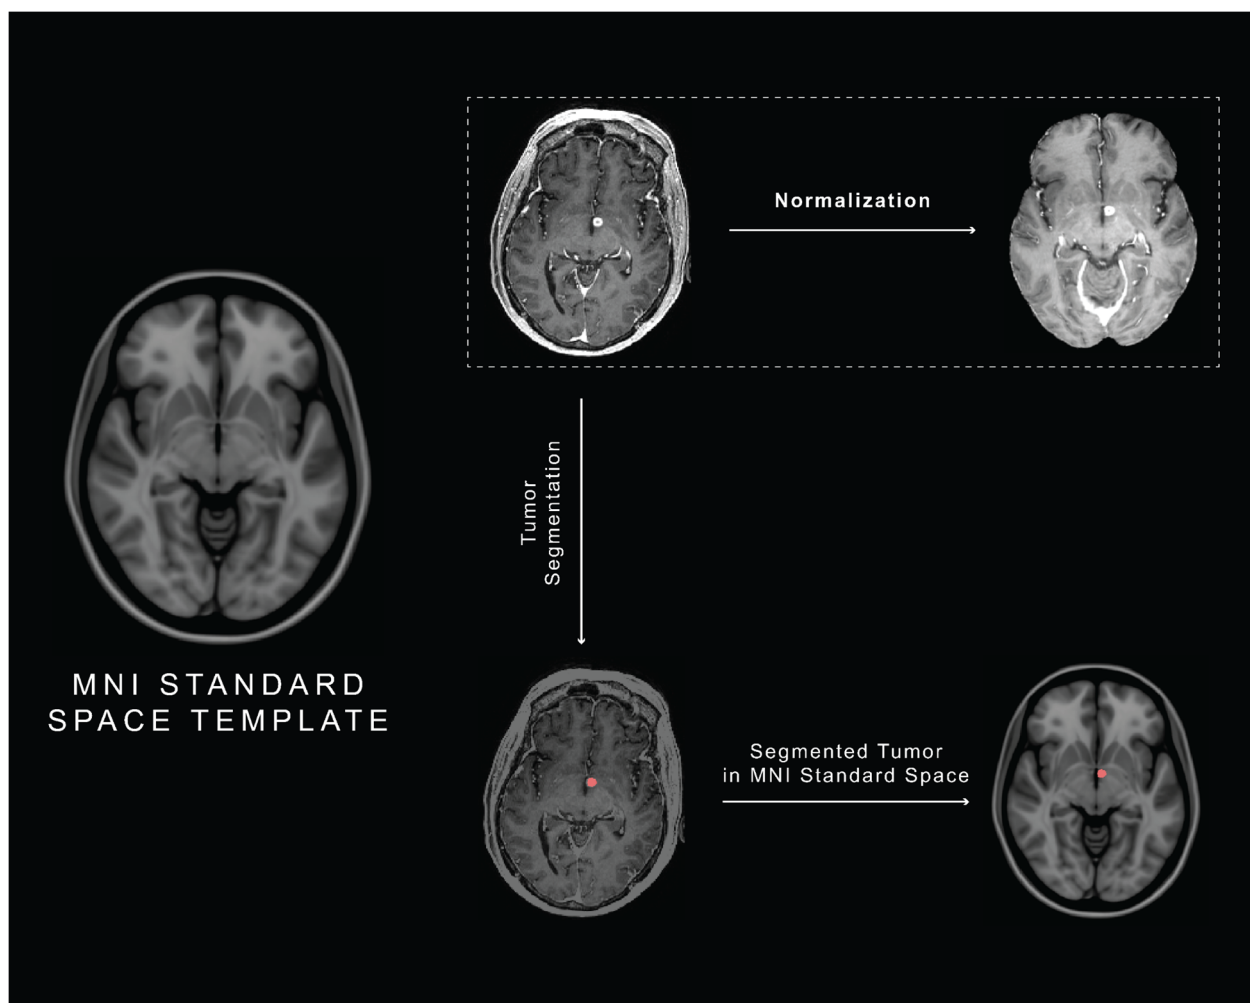 Normalization
Tumor
Segmentation
MNI STANDARD
SPACE TEMPLATE
Segmented Tumor
in MNI Standard Space